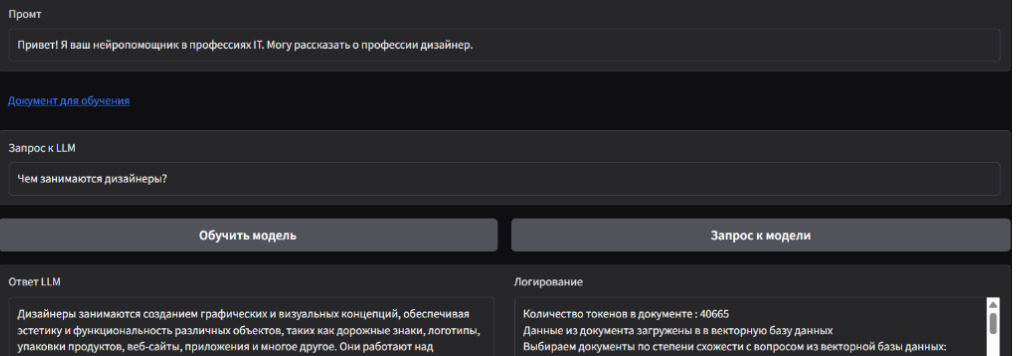 Промт
Привет! Я ваш нейропомощник в профессиях IT. Могу рассказать о профессии дизайнер.
Документ для обучения
Запрос к LLM
Чем занимаются дизайнеры?
Обучить модель
Запрос к модели
Ответ LLM
Дизайнеры занимаются созданием графических и визуальных концепций, обеспечивая
эстетику и функциональность различных объектов, таких как дорожные знаки, логотипы,
упаковки продуктов, веб-сайты, приложения и многое другое. Они работают над
Логирование
Количество токенов в документе : 40665
Данные из документа загружены в в векторную базу данных
Выбираем документы по степени схожести с вопросом из векторной базы данных: